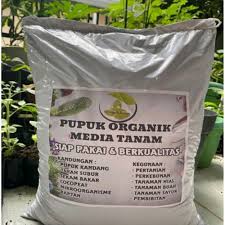 PUPUK ORGANIK
MEDIA TANAM
SIAP PAKAI & BERKUALITAS
KANDUNGAN :
- PUPUK KANDANG
- TANAH SUBUR
- SEKAM BAKAR
- COKOPEAT
- MIKROORGANISME
KEGUNAAN :
- PERTANIAN
- PERKEBUNAN
- TANAMAN HIAS
- TANAMAN BUAH
- TANAMAN SAYUR
- PEMBIBITAN